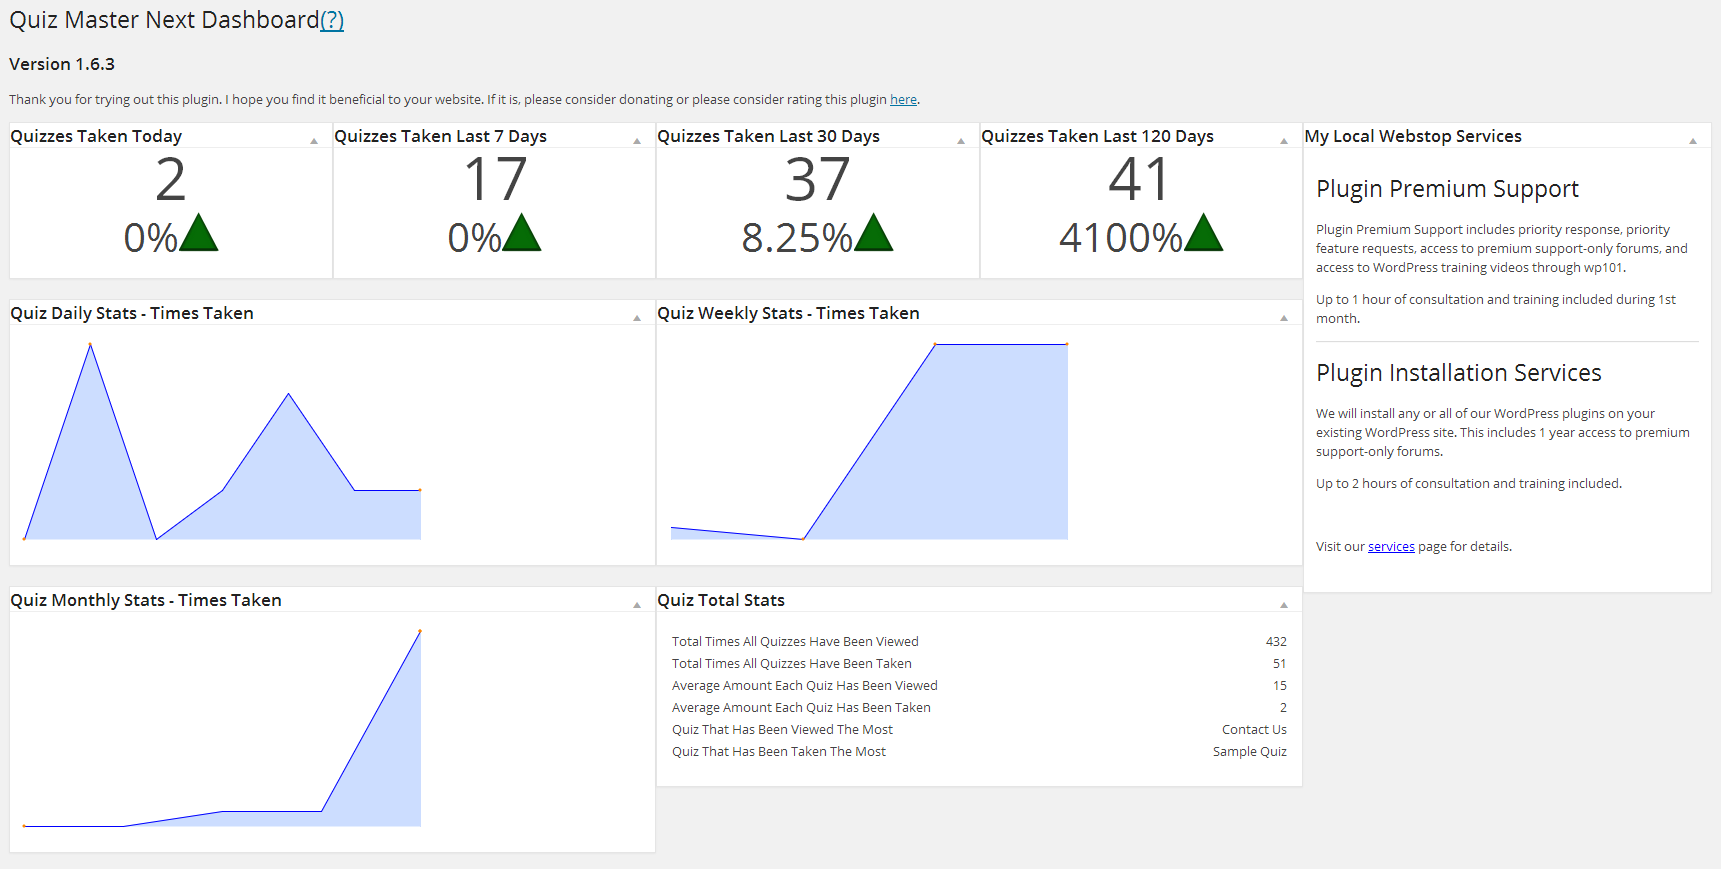 Quiz Master Next Dashboard(?)
Version 1.6.3
Thank you for trying out this plugin. I hope you find it beneficial to your website. If it is, please consider donating or please consider rating this plugin here.
Quizzes Taken Today
2
0%
Quizzes Taken Last 7 Days
17
0%
Quizzes Taken Last 30 Days
37
8.25%
Quizzes Taken Last 120 Days
41
4100%
My Local Webstop Services
Plugin Premium Support
Plugin Premium Support includes priority response, priority
feature requests, access to premium support-only forums, and
access to WordPress training videos through wp101.
Up to 1 hour of consultation and training included during 1st
month.
Plugin Installation Services
We will install any or all of our WordPress plugins on your
existing WordPress site. This includes 1 year access to premium
support-only forums.
Up to 2 hours of consultation and training included.
Visit our services page for details.
Quiz Daily Stats - Times Taken
Quiz Weekly Stats - Times Taken
Quiz Monthly Stats - Times Taken
Quiz Total Stats
Total Times All Quizzes Have Been Viewed 432
Total Times All Quizzes Have Been Taken 51
Average Amount Each Quiz Has Been Viewed 15
Average Amount Each Quiz Has Been Taken 2
Quiz That Has Been Viewed The Most Contact Us
Quiz That Has Been Taken The Most Sample Quiz